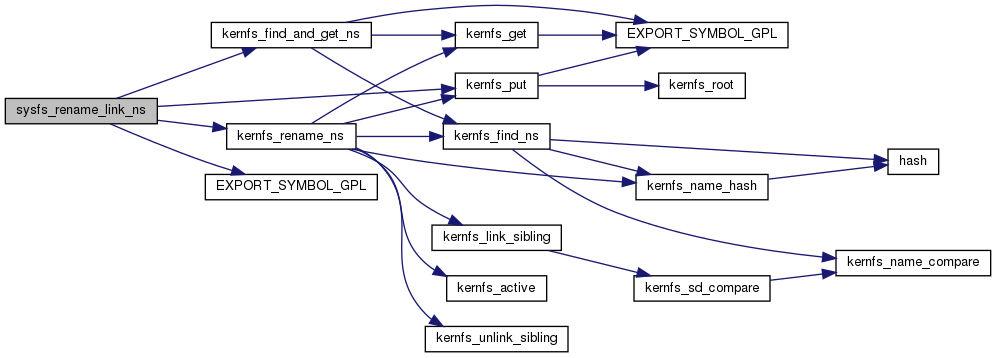 kernfs_find_and_get_ns
kernfs_get
EXPORT_SYMBOL_GPL
kernfs_put
kernfs_root
sysfs_rename_link_ns
kernfs_rename_ns
kernfs_find_ns
hash
EXPORT_SYMBOL_GPL
kernfs_name_hash
kernfs_link_sibling
kernfs_name_compare
kernfs_active
kernfs_sd_compare
kernfs_unlink_sibling